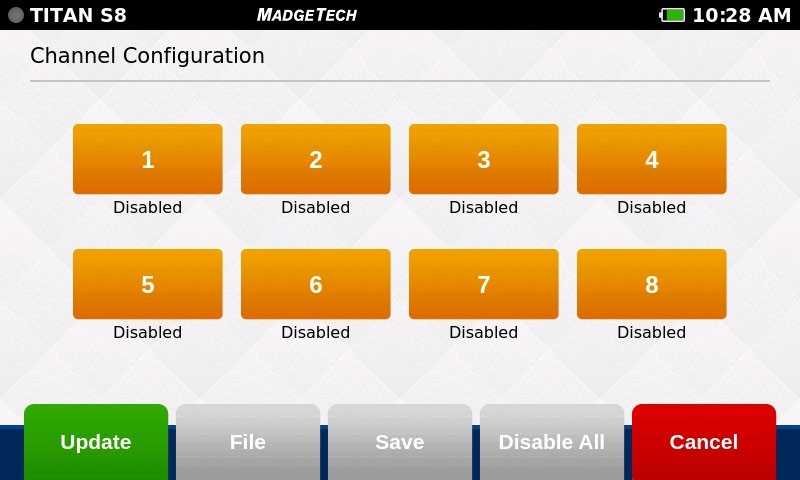 TITAN S8 MADGETECH 10:28 AM
Channel Configuration
1 2 3 4
Disabled Disabled Disabled Disabled
5 6 7 8
Disabled Disabled Disabled Disabled
Update File Save Disable All Cancel